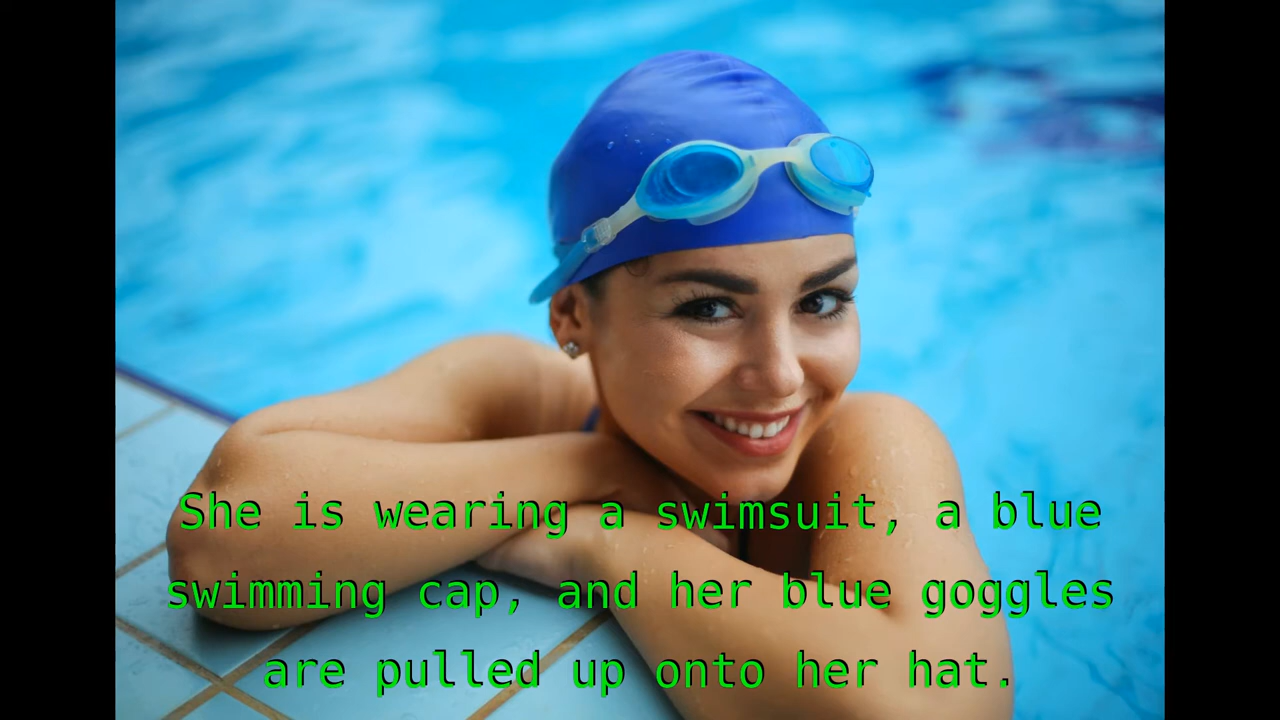 She is wearing a swimsuit, a blue
swimming cap, and her blue goggles
are pulled up onto her hat.